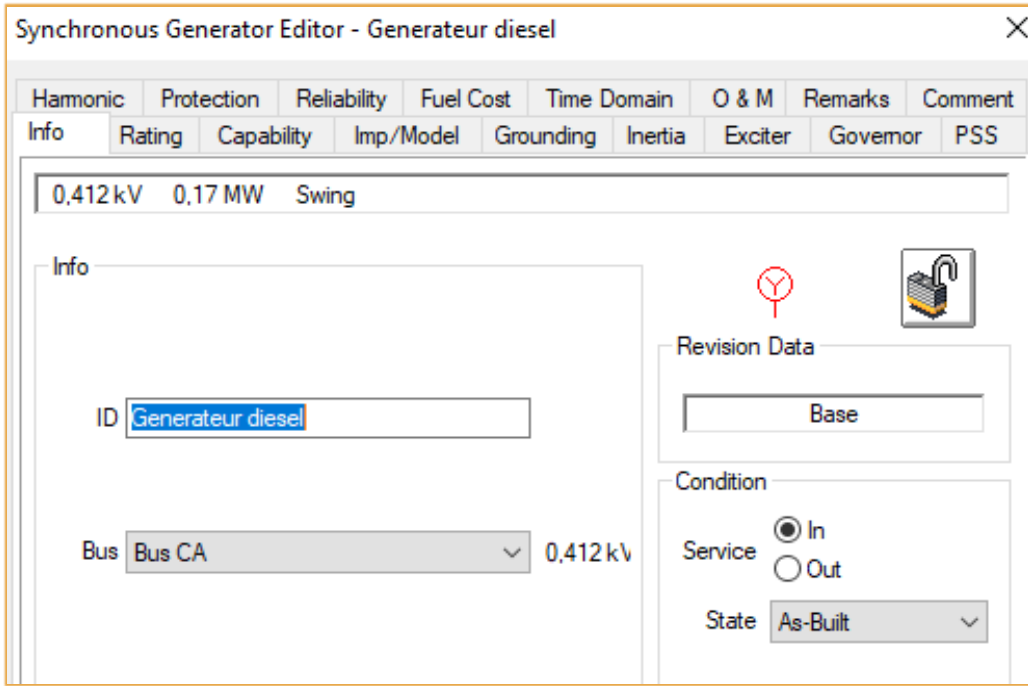 Synchronous Generator Editor - Generateur diesel
Harmonic Protection Reliability Fuel Cost Time Domain O & M Remarks Comment
Info Rating Capability Imp/Model Grounding Inertia Exciter Governor PSS
0,412 kV 0,17 MW Swing
Info
Revision Data
Base
ID Generateur diesel
Condition
Bus Bus CA 0,412 kV
Service In
Out
State As-Built